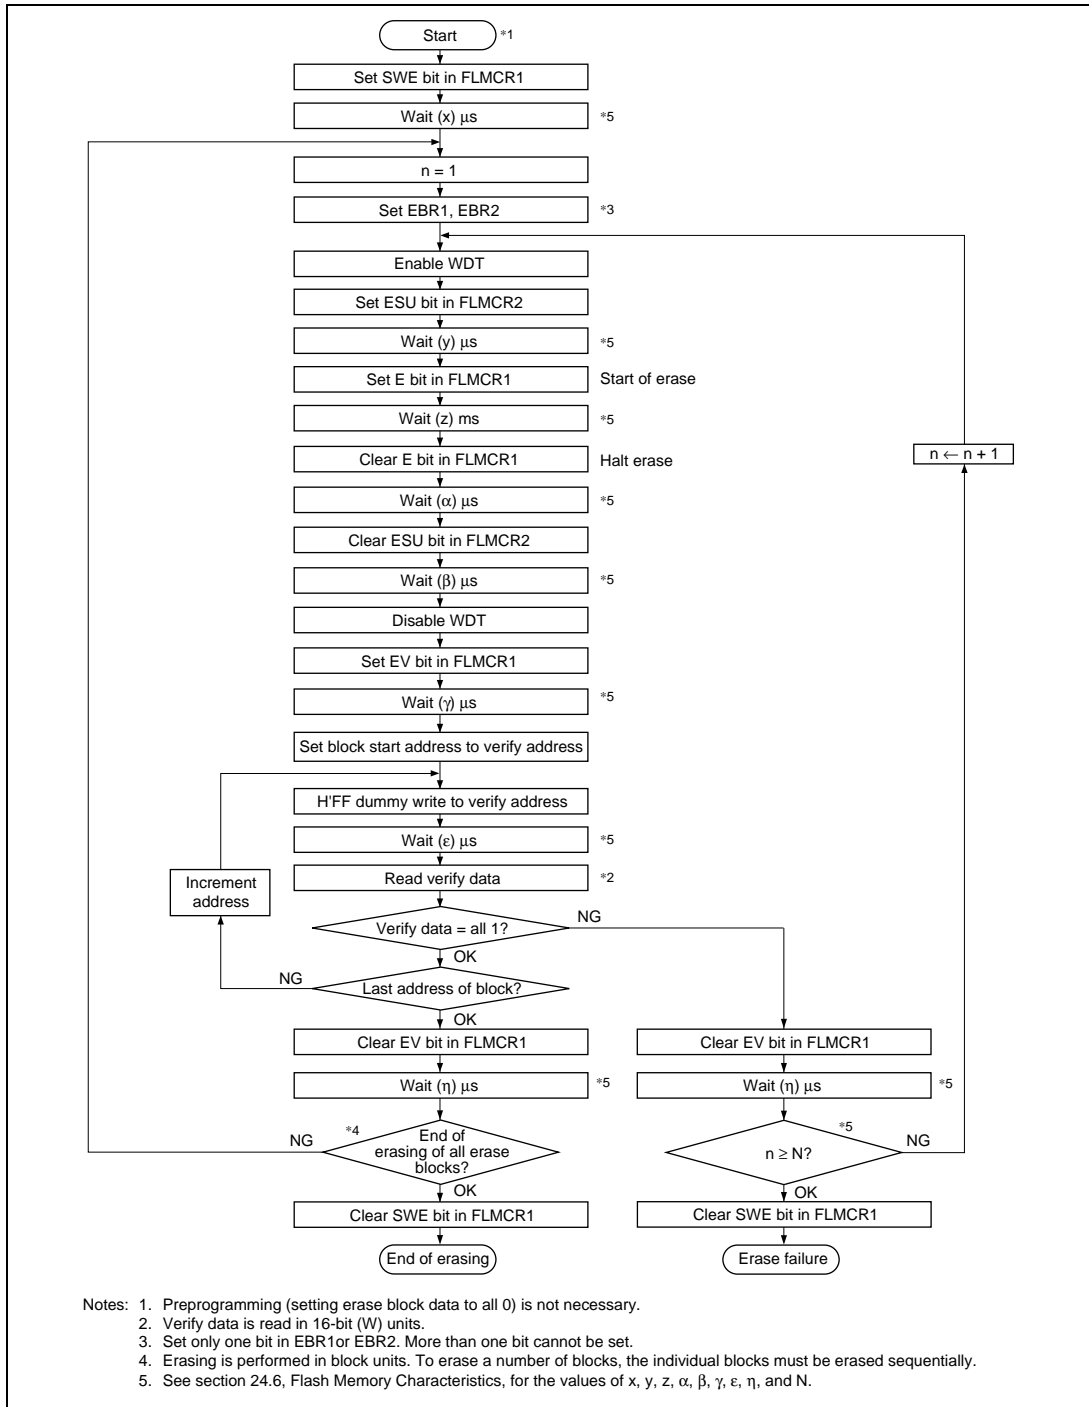 Start *1
Set SWE bit in FLMCR1
Wait (x) μs *5
n = 1
Set EBR1, EBR2 *3
Enable WDT
Set ESU bit in FLMCR2
Wait (y) μs *5
Set E bit in FLMCR1 Start of erase
Wait (z) ms *5
n ← n + 1
Clear E bit in FLMCR1 Halt erase
Wait (α) μs *5
Clear ESU bit in FLMCR2
Wait (β) μs *5
Disable WDT
Set EV bit in FLMCR1
Wait (γ) μs *5
Set block start address to verify address
H'FF dummy write to verify address
Wait (ε) μs *5
Read verify data *2
Increment
address
Verify data = all 1? NG
OK
NG Last address of block?
OK
Clear EV bit in FLMCR1 Clear EV bit in FLMCR1
Wait (η) μs *5 Wait (η) μs *5
NG *4 End of
erasing of all erase
blocks?
*5 n ≥ N? NG
OK OK
Clear SWE bit in FLMCR1 Clear SWE bit in FLMCR1
End of erasing Erase failure
Notes: 1. Preprogramming (setting erase block data to all 0) is not necessary.
2. Verify data is read in 16-bit (W) units.
3. Set only one bit in EBR1or EBR2. More than one bit cannot be set.
4. Erasing is performed in block units. To erase a number of blocks, the individual blocks must be erased sequentially.
5. See section 24.6, Flash Memory Characteristics, for the values of x, y, z, α, β, γ, ε, η, and N.